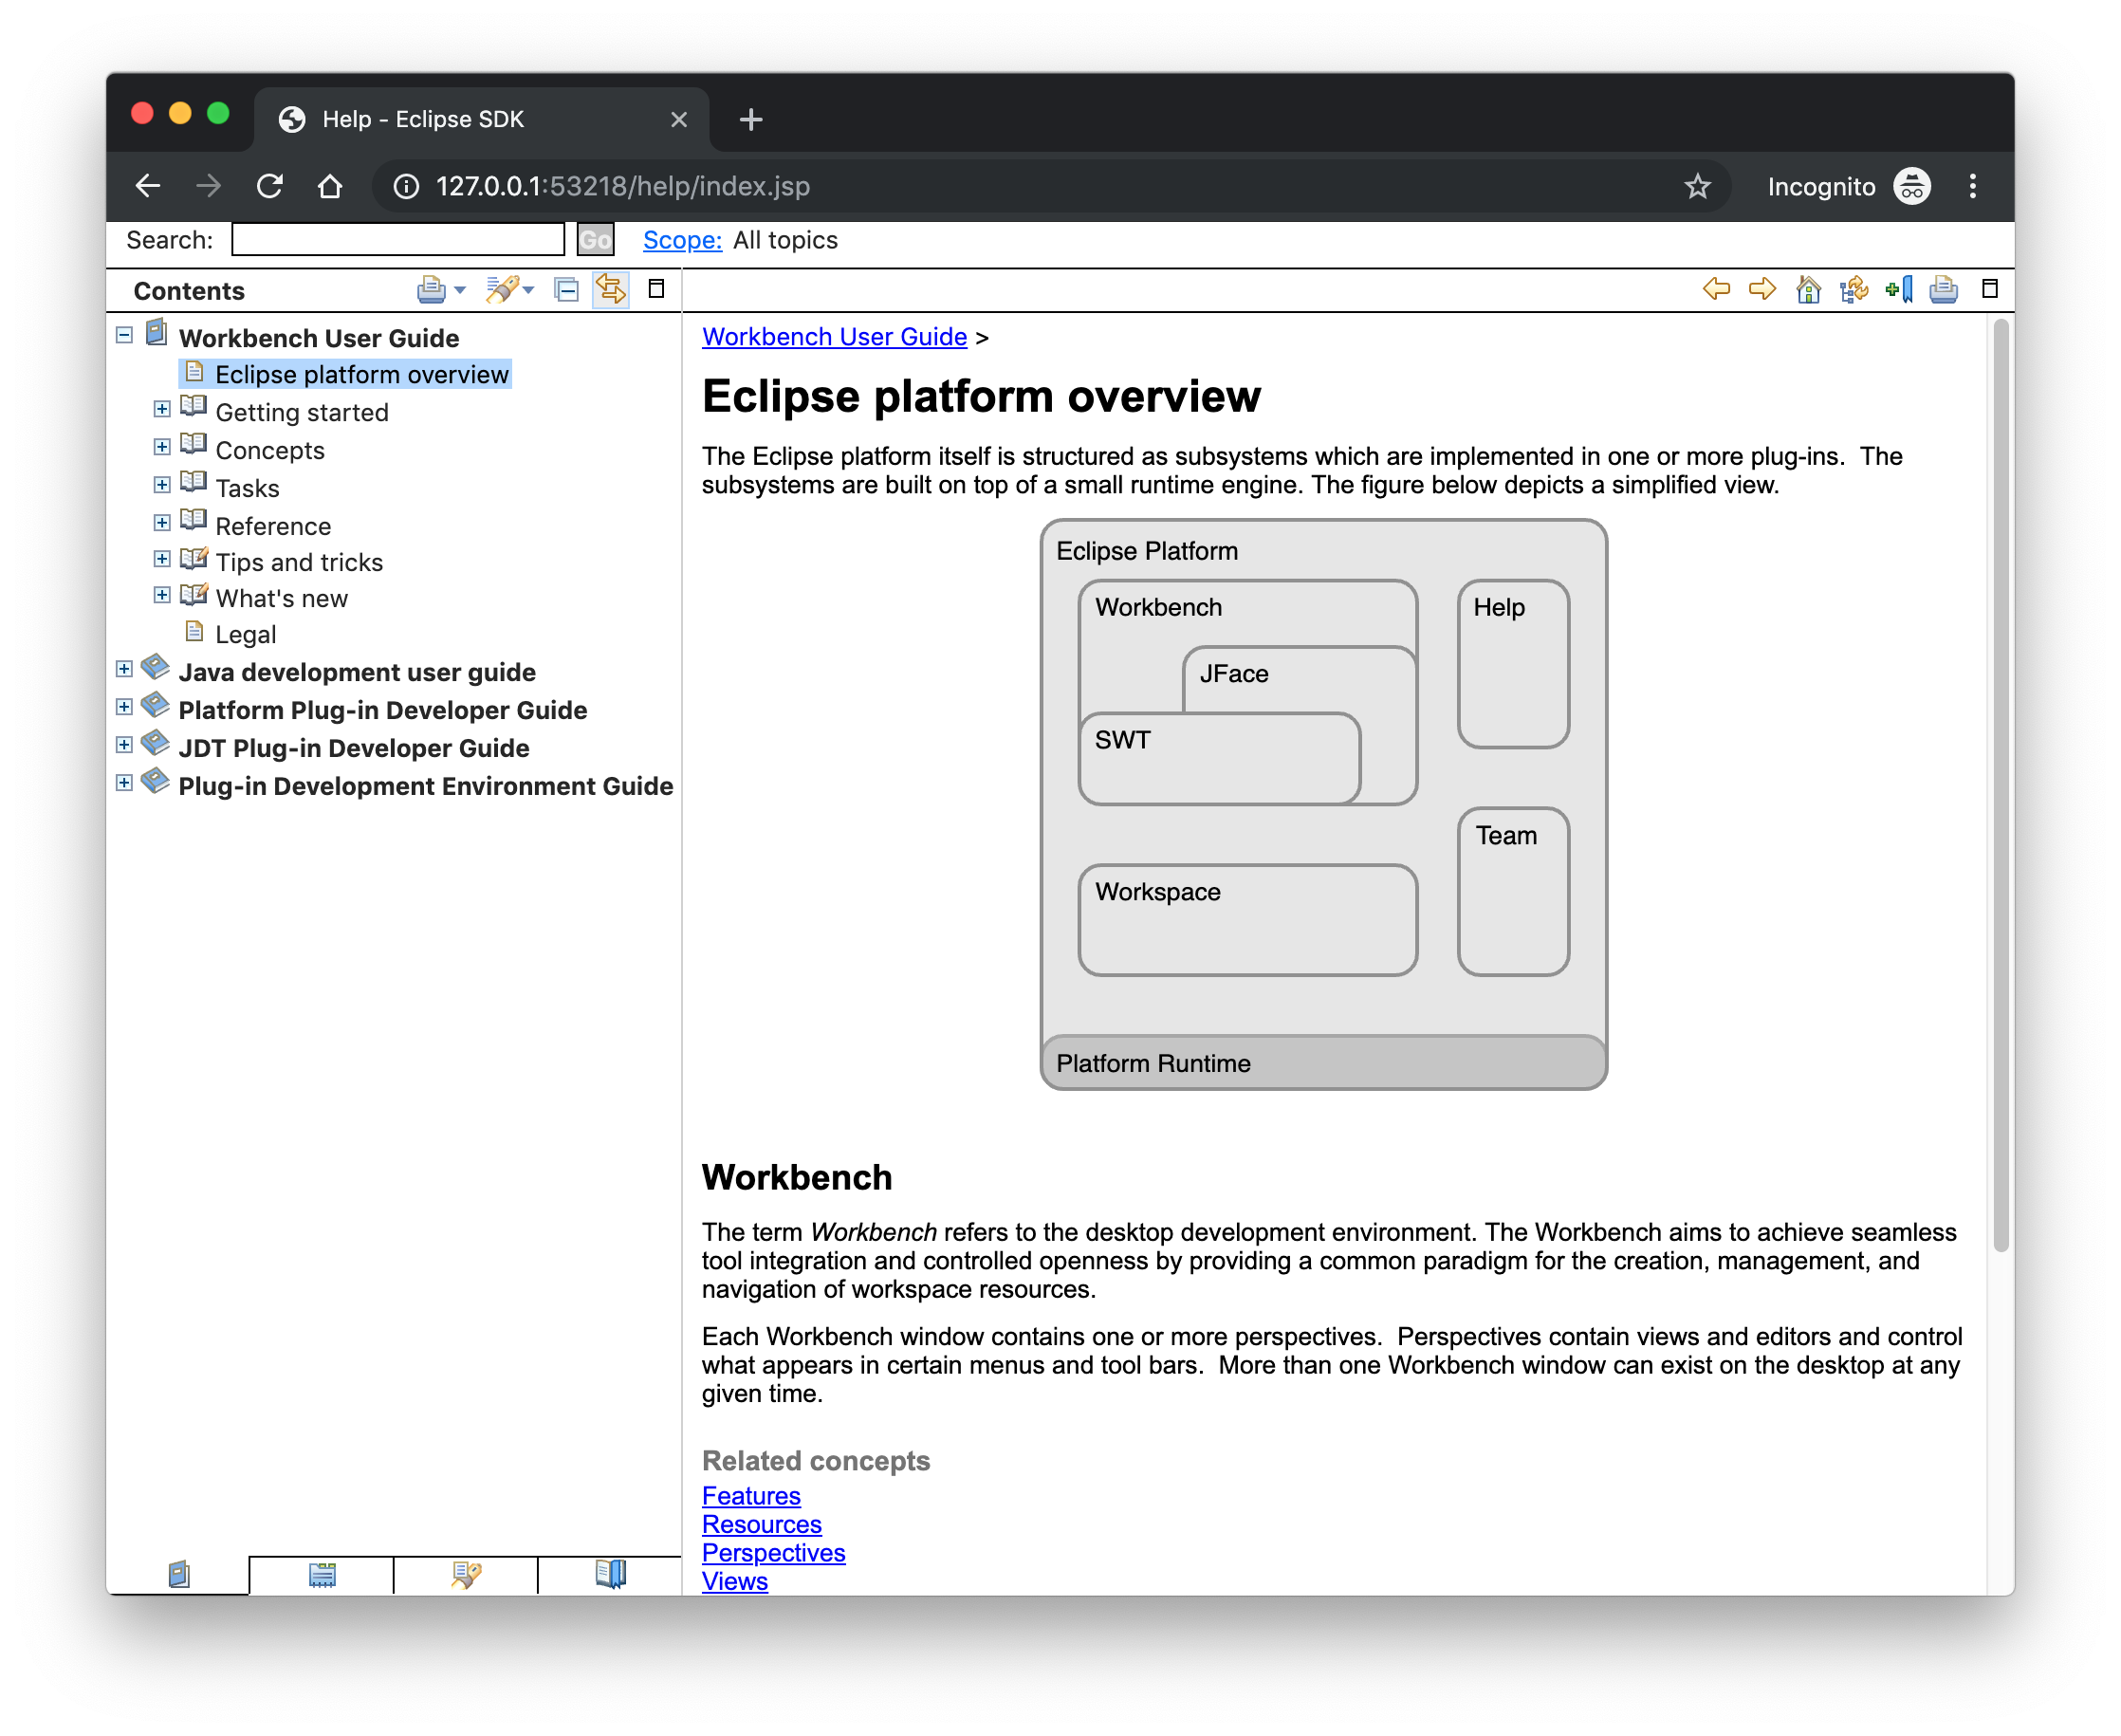 Help - Eclipse SDK
127.0.0.1:53218/help/index.jsp
Incognito
Search:
Go
Scope: All topics
Contents
Workbench User Guide
Eclipse platform overview
Getting started
Concepts
Tasks
Reference
Tips and tricks
What's new
Legal
Java development user guide
Platform Plug-in Developer Guide
JDT Plug-in Developer Guide
Plug-in Development Environment Guide
Workbench User Guide >
Eclipse platform overview
The Eclipse platform itself is structured as subsystems which are implemented in one or more plug-ins.  The
subsystems are built on top of a small runtime engine. The figure below depicts a simplified view.
Eclipse Platform
Workbench
Help
JFace
SWT
Team
Workspace
Platform Runtime
Workbench
The term Workbench refers to the desktop development environment. The Workbench aims to achieve seamless
tool integration and controlled openness by providing a common paradigm for the creation, management, and
navigation of workspace resources.
Each Workbench window contains one or more perspectives.  Perspectives contain views and editors and control
what appears in certain menus and tool bars.  More than one Workbench window can exist on the desktop at any
given time.
Related concepts
Features
Resources
Perspectives
Views